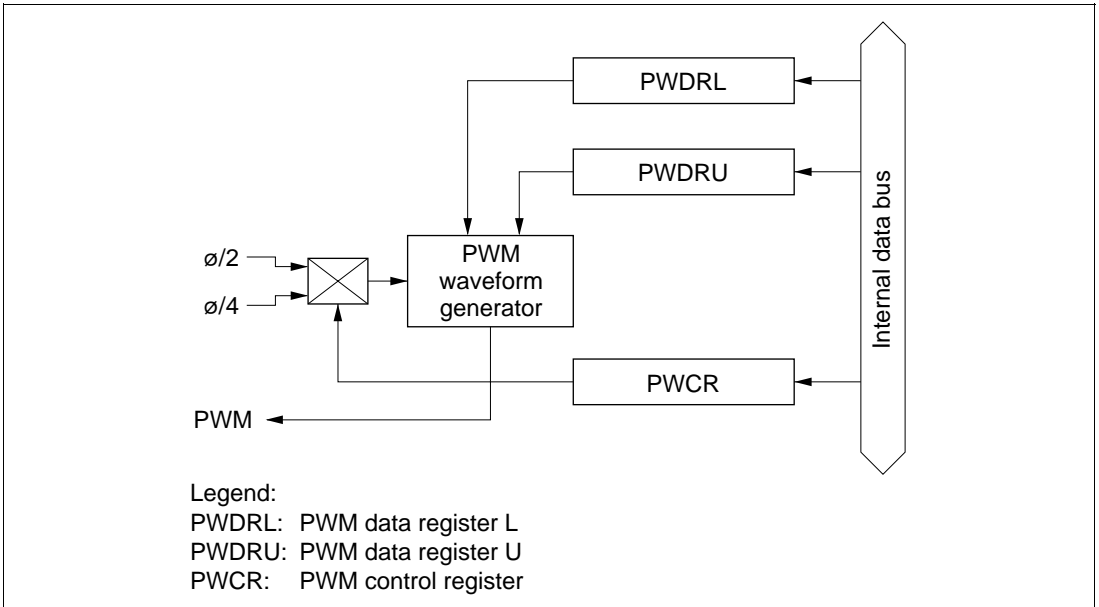 PWDRL
PWDRU
Internal data bus
PWM
waveform
generator
ø/2
ø/4
PWCR
PWM
Legend:
PWDRL: PWM data register L
PWDRU: PWM data register U
PWCR: PWM control register